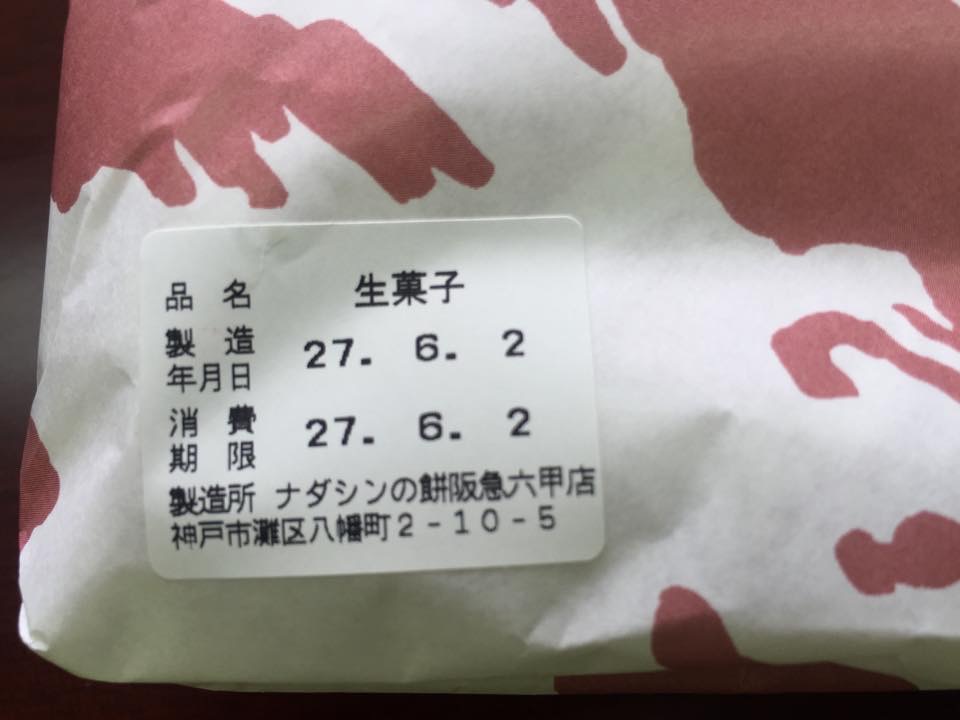 品 名 生菓子
製 造
年月日 27. 6. 2
消 費
期 限 27. 6. 2
製造所 ナダシンの餅阪急六甲店
神戸市灘区八幡町2-10-5